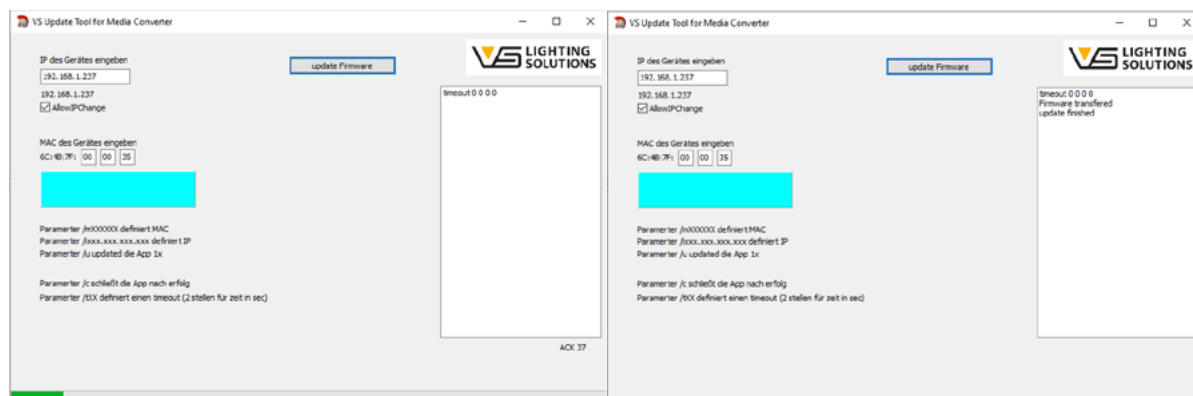 VS Update Tool for Media Converter
IP des Gerätes eingeben
192.168.1.237
192.168.1.237
AllowIPChange
update Firmware
VS LIGHTING
SOLUTIONS
timeout 0 0 0 0
MAC des Gerätes eingeben
6C:4B:7F: 00 00 35
Paramerter /mXXXXXX definiert MAC
Paramerter /ixxx.xxx.xxx.xxx definiert IP
Paramerter /u updated die App 1x
Paramerter /c schließt die App nach erfolg
Paramerter /tXX definiert einen timeout (2 stellen für zeit in sec)
ACK 37
VS Update Tool for Media Converter
IP des Gerätes eingeben
192.168.1.237
192.168.1.237
AllowIPChange
update Firmware
VS LIGHTING
SOLUTIONS
timeout 0 0 0 0
Firmware transfered
update finished
MAC des Gerätes eingeben
6C:4B:7F: 00 00 35
Paramerter /mXXXXXX definiert MAC
Paramerter /ixxx.xxx.xxx.xxx definiert IP
Paramerter /u updated die App 1x
Paramerter /c schließt die App nach erfolg
Paramerter /tXX definiert einen timeout (2 stellen für zeit in sec)